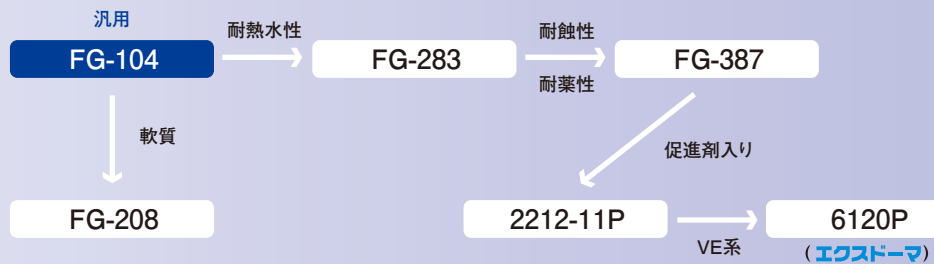 汎用
FG-104
耐熱水性
FG-283
耐蝕性
耐薬性
FG-387
軟質
促進剤入り
FG-208
2212-11P
VE系
6120P
(エクスドーマ)